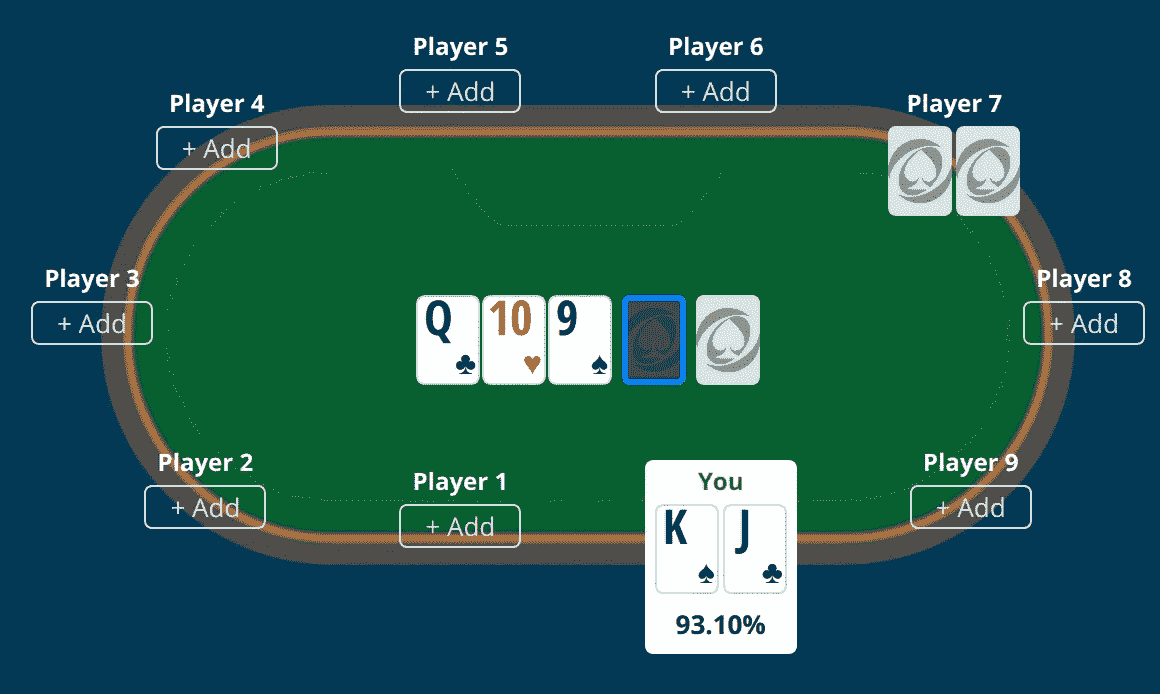 Player 5
+ Add
Player 6
+ Add
Player 4
+ Add
Player 7
Player 3
+ Add
Player 8
+ Add
Q 10 9
Player 2
+ Add
Player 1
+ Add
You
K J
93.10%
Player 9
+ Add